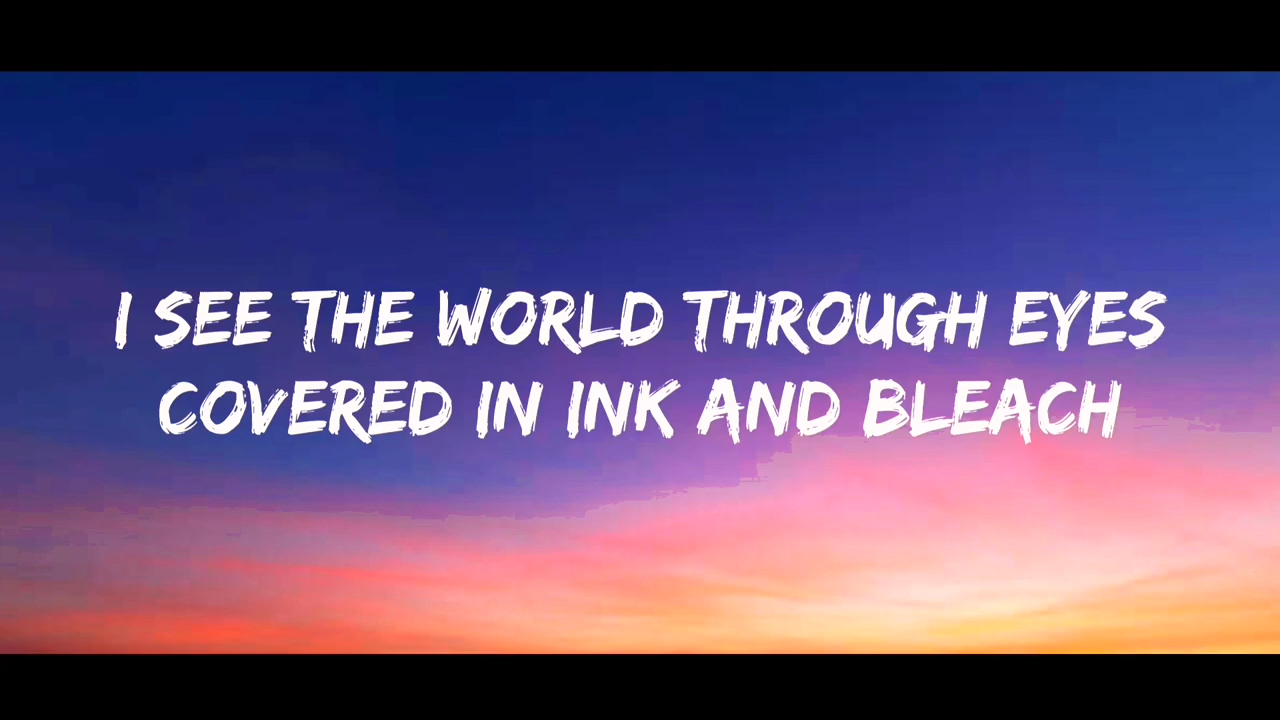 I SEE THE WORLD THROUGH EYES
COVERED IN INK AND BLEACH